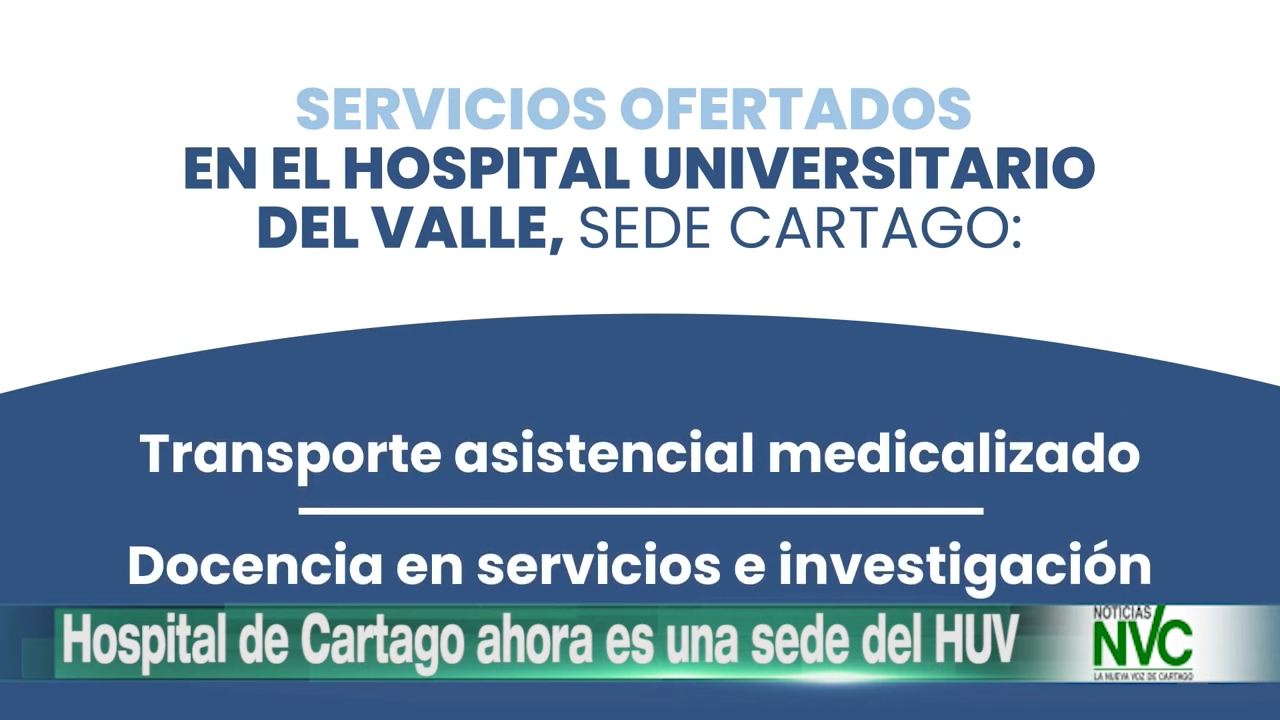 SERVICIOS OFERTADOS
EN EL HOSPITAL UNIVERSITARIO
DEL VALLE, SEDE CARTAGO:
Transporte asistencial medicalizado
Docencia en servicios e investigación
Hospital de Cartago ahora es una sede del HUV
NOTICIAS
NVC
LA NUEVA VOZ DE CARTAGO